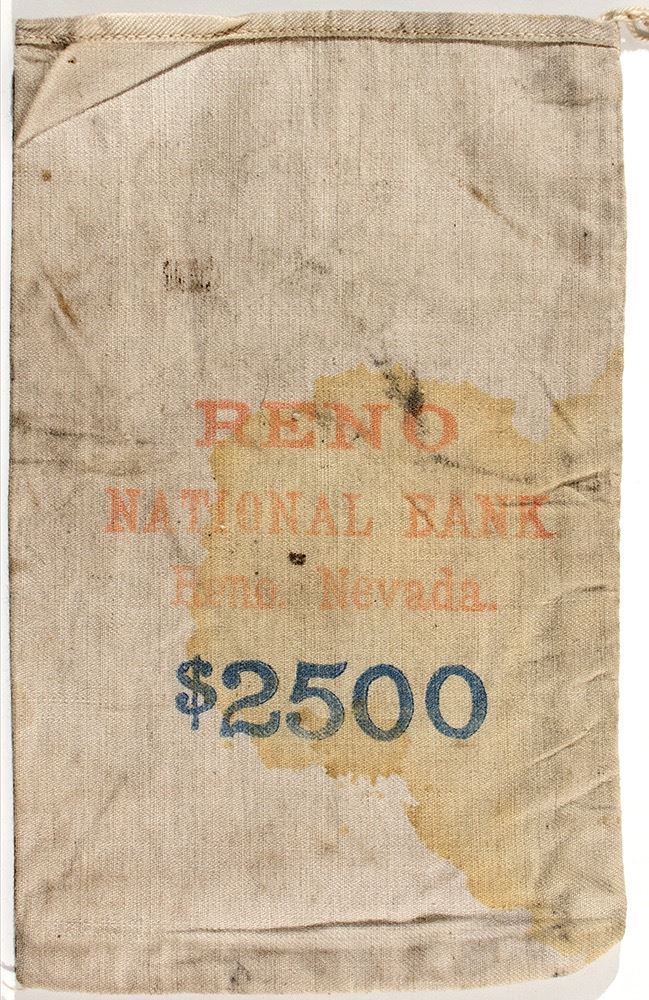 RENO
NATIONAL BANK
Reno, Nevada.
$2500